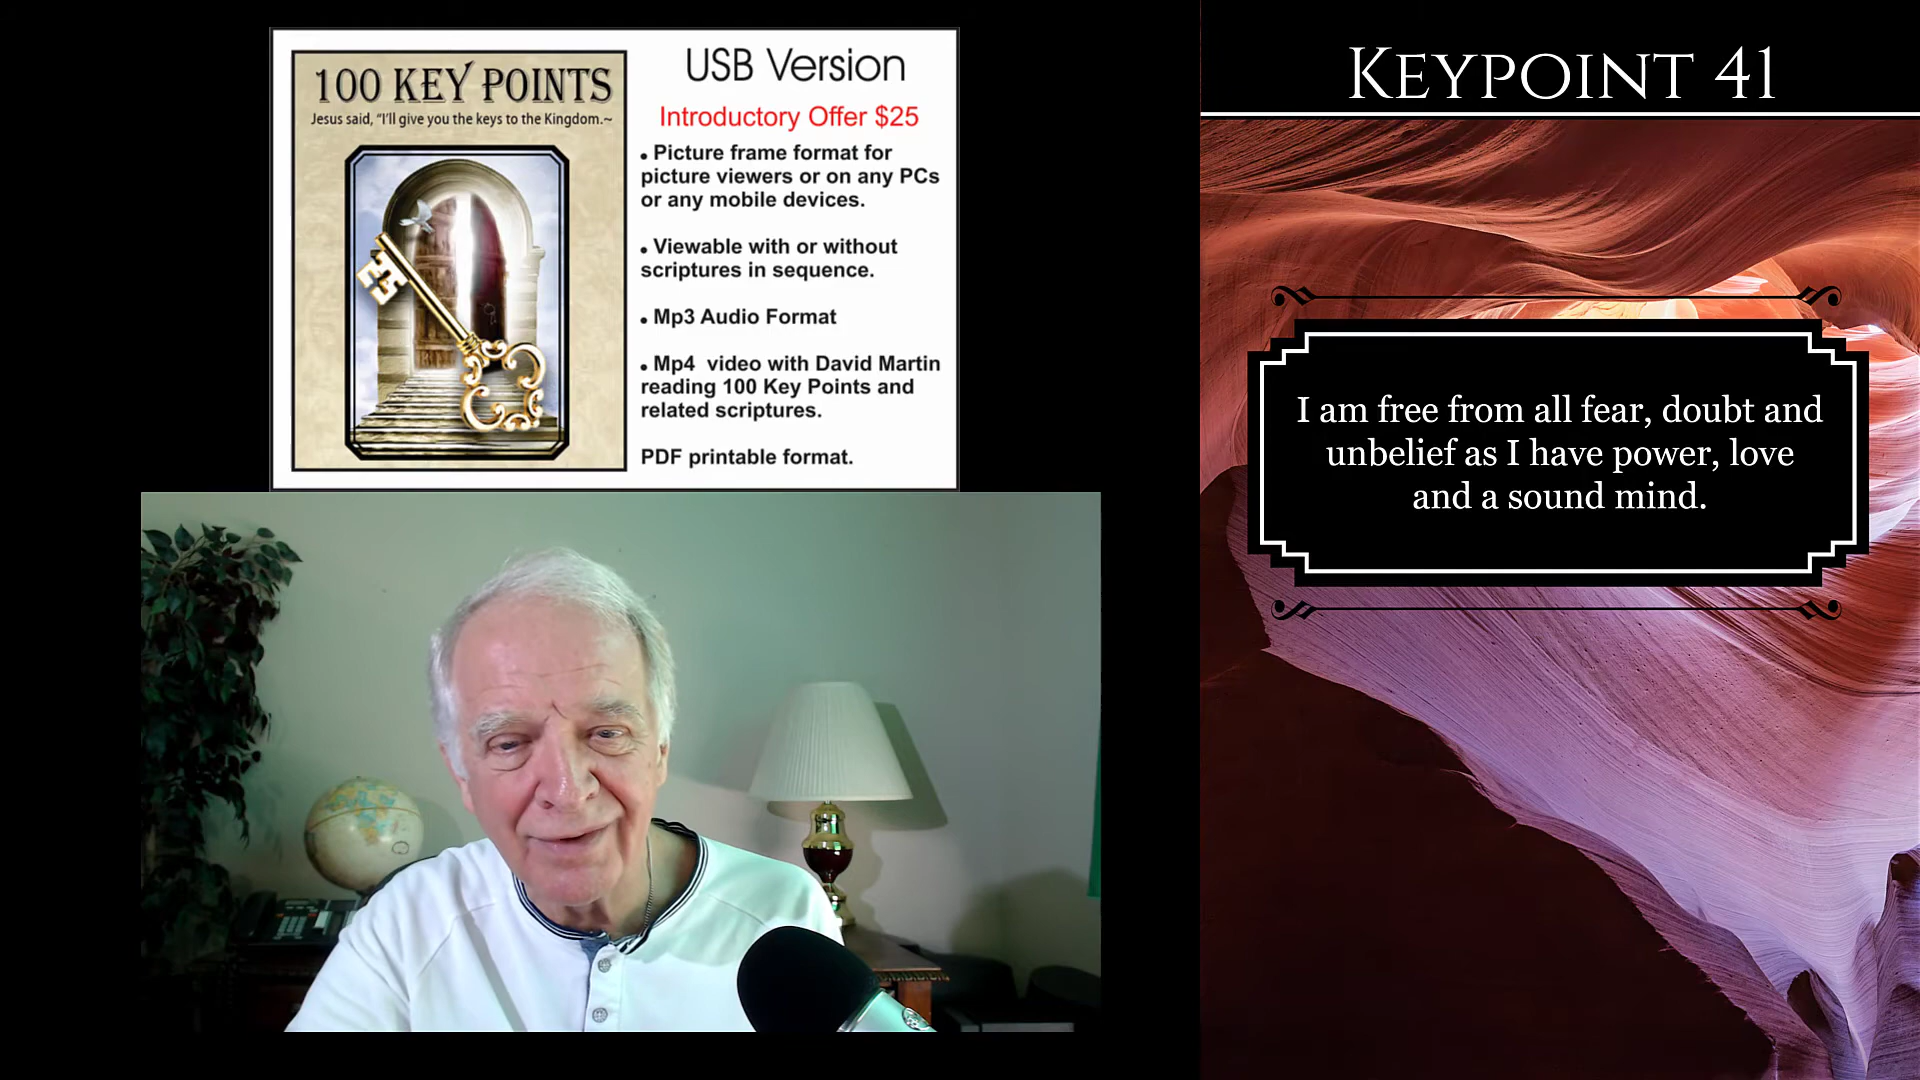 100 KEY POINTS
Jesus said, "I'll give you the keys to the Kingdom.~
USB Version
Introductory Offer $25
• Picture frame format for
picture viewers or on any PCs
or any mobile devices.
• Viewable with or without
scriptures in sequence.
• Mp3 Audio Format
• Mp4 video with David Martin
reading 100 Key Points and
related scriptures.
PDF printable format.
KEYPOINT 41
I am free from all fear, doubt and
unbelief as I have power, love
and a sound mind.